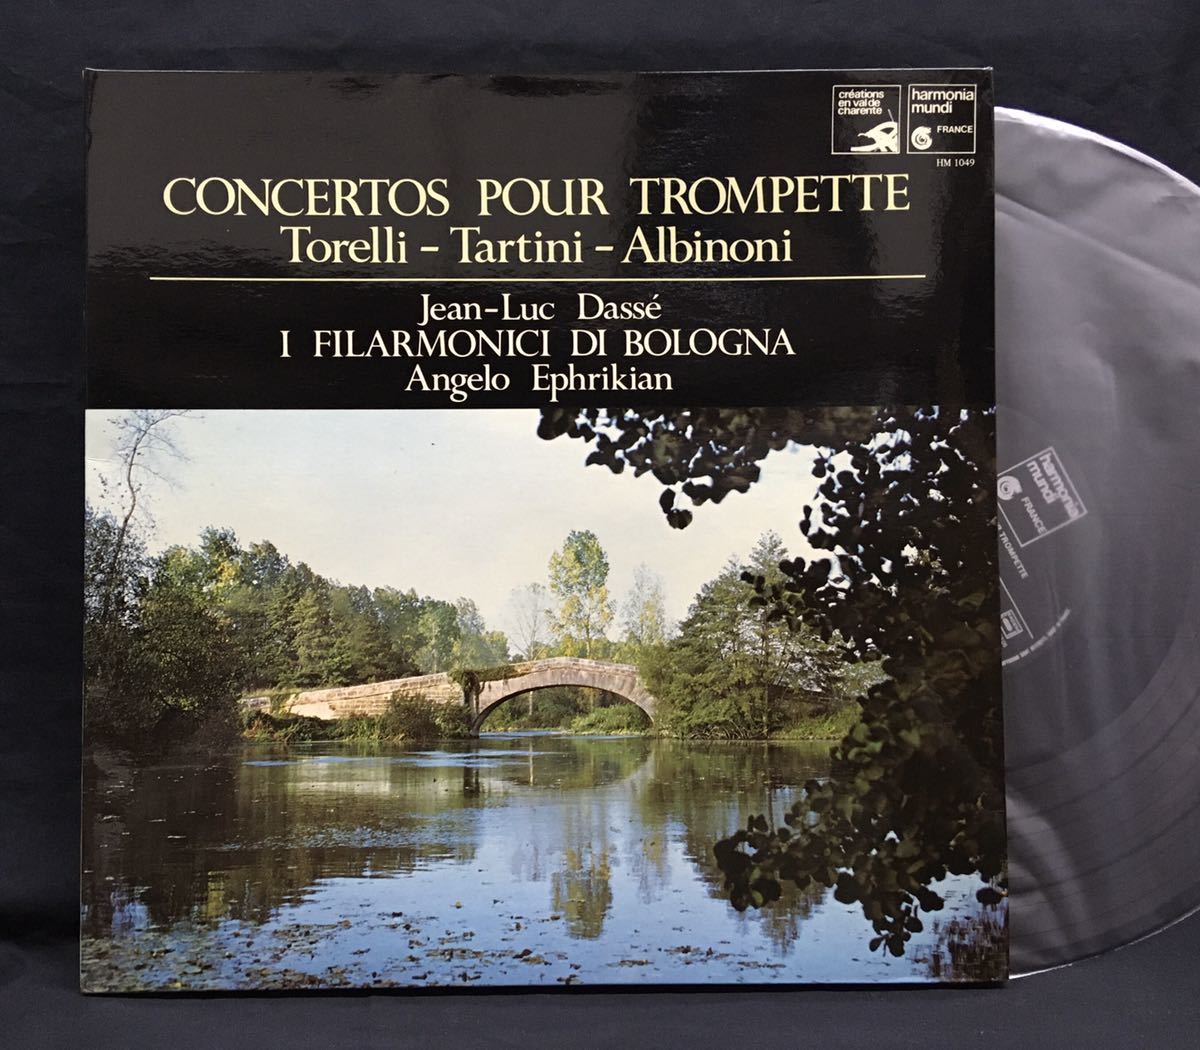 créations
en val de
charente
harmonia
mundi
FRANCE
HM 1049
CONCERTOS POUR TROMPETTE
Torelli – Tartini – Albinoni
Jean-Luc Dassé
I FILARMONICI DI BOLOGNA
Angelo Ephrikian
harmonia
mundi
FRANCE
TROMPETTE